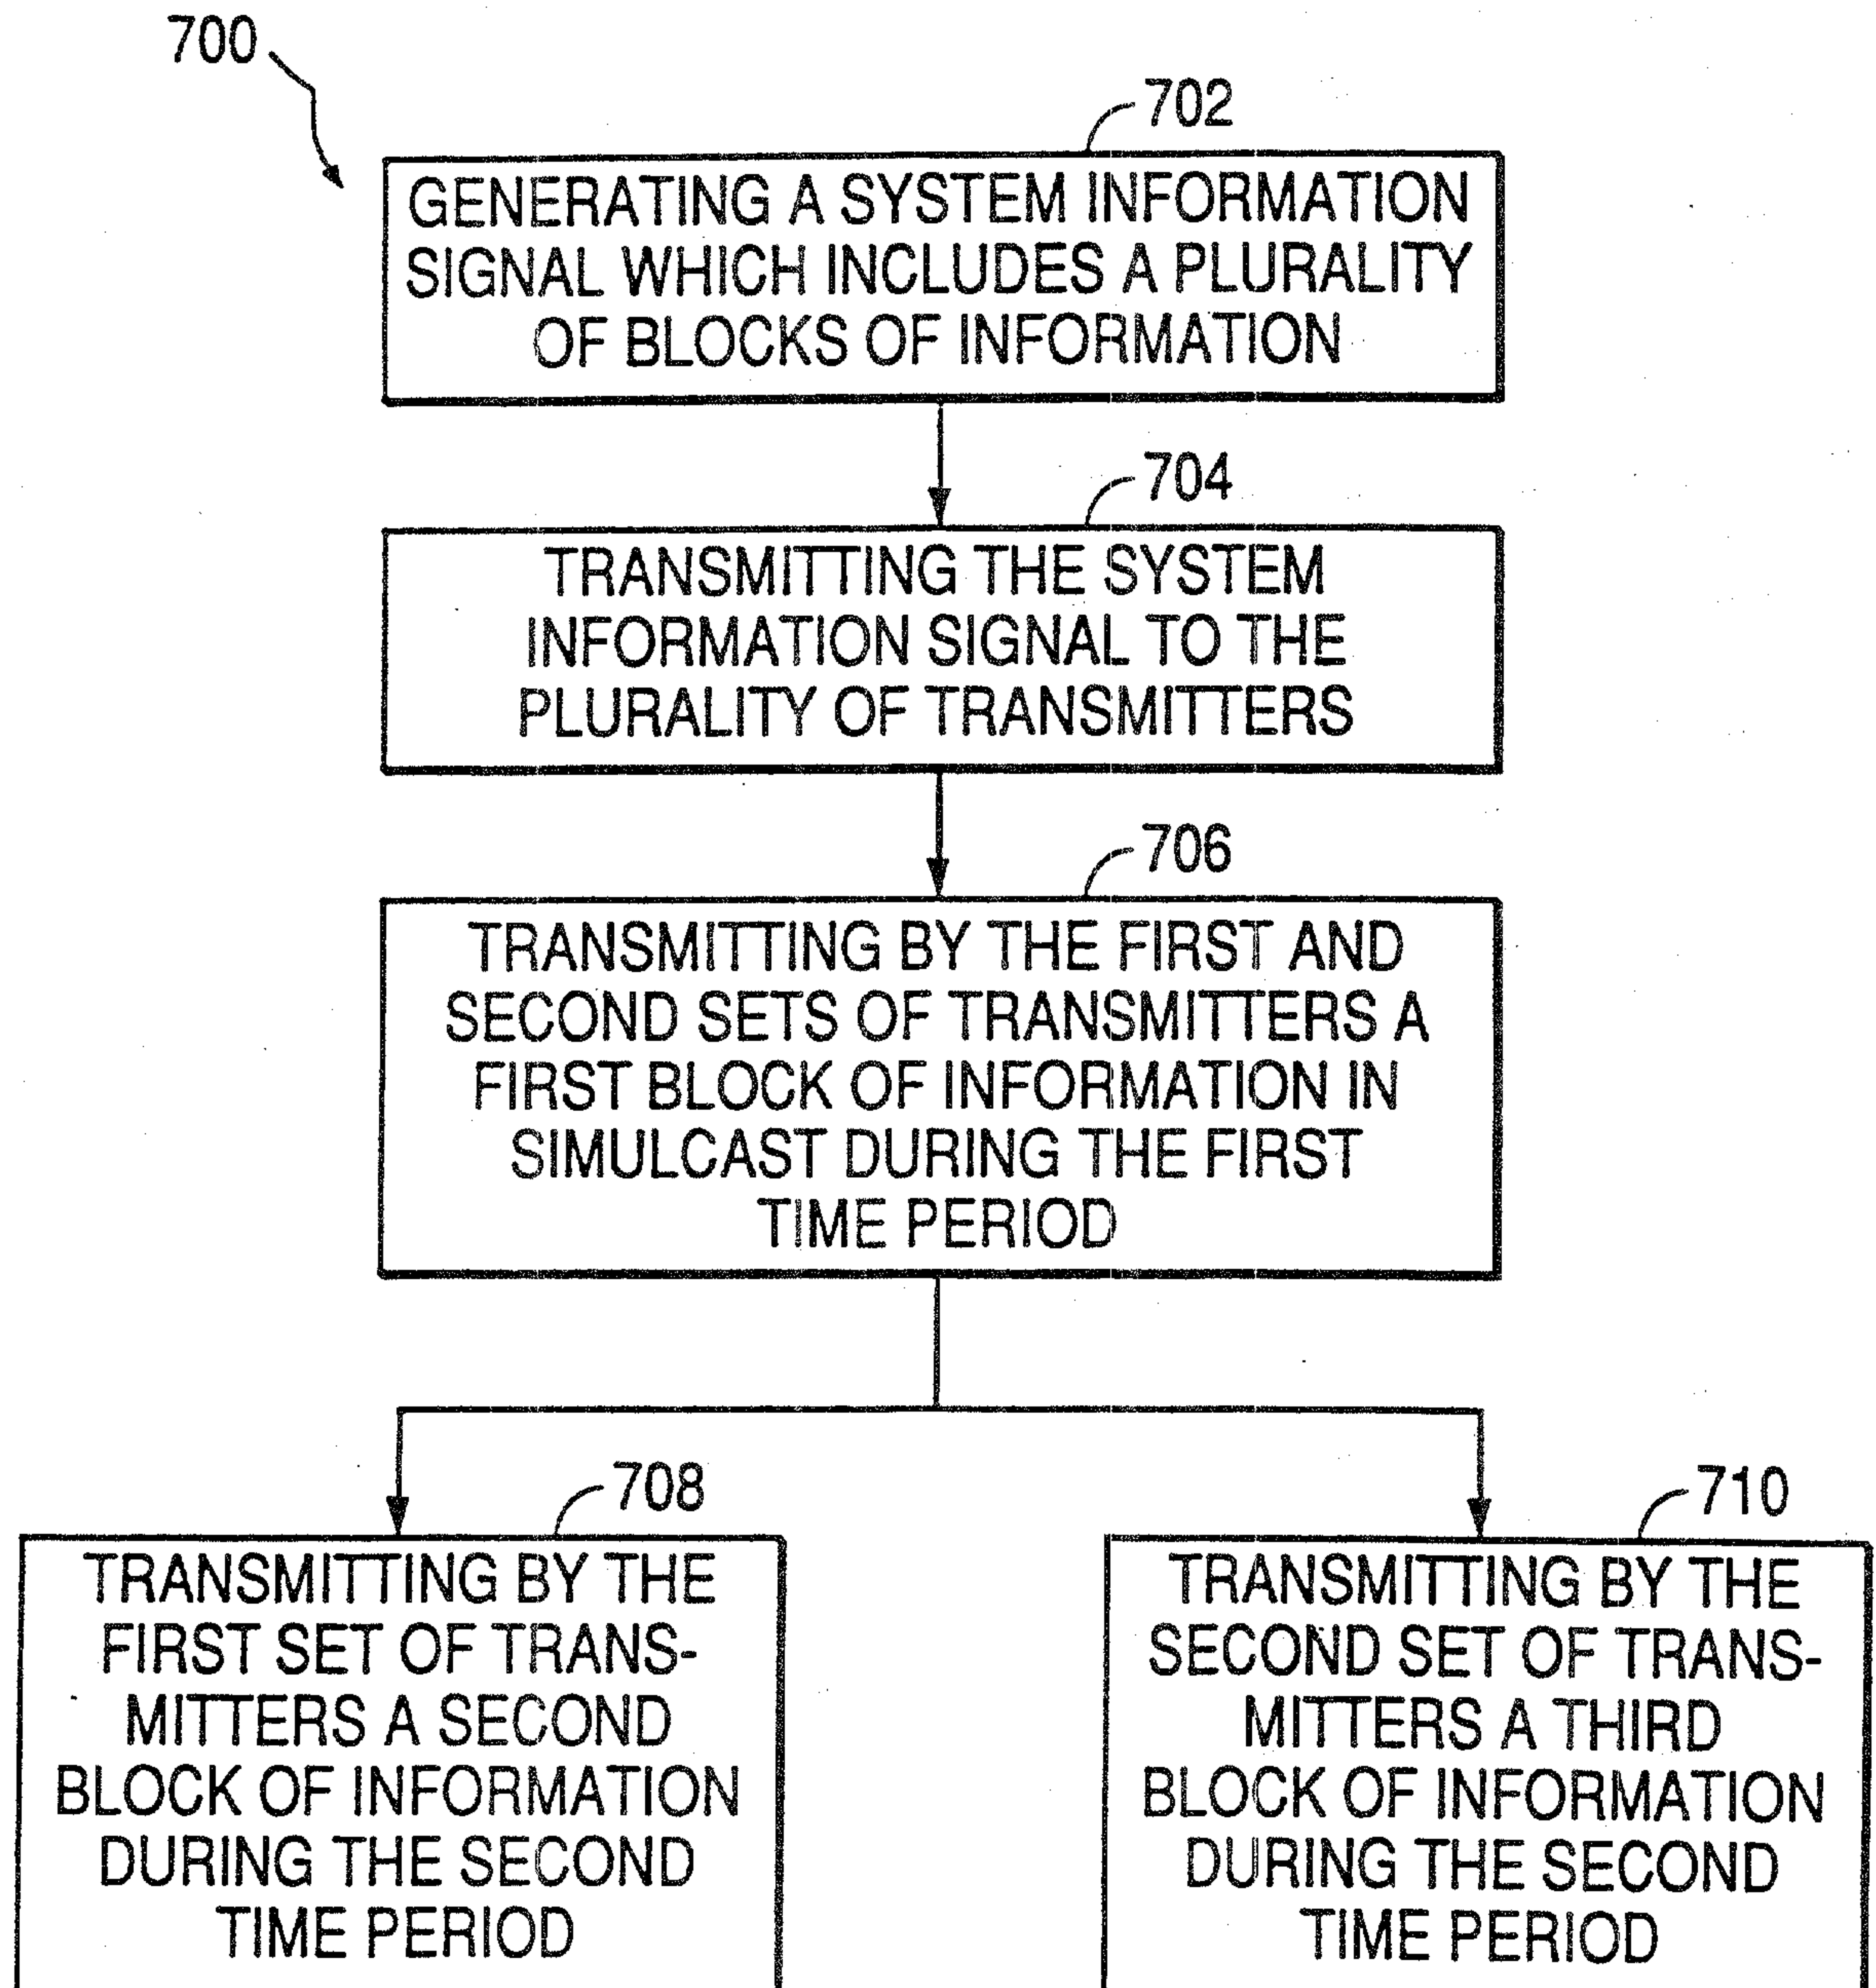 700
702
GENERATING A SYSTEM INFORMATION
SIGNAL WHICH INCLUDES A PLURALITY
OF BLOCKS OF INFORMATION
704
TRANSMITTING THE SYSTEM
INFORMATION SIGNAL TO THE
PLURALITY OF TRANSMITTERS
706
TRANSMITTING BY THE FIRST AND
SECOND SETS OF TRANSMITTERS A
FIRST BLOCK OF INFORMATION IN
SIMULCAST DURING THE FIRST
TIME PERIOD
708
TRANSMITTING BY THE
FIRST SET OF TRANS-
MITTERS A SECOND
BLOCK OF INFORMATION
DURING THE SECOND
TIME PERIOD
710
TRANSMITTING BY THE
SECOND SET OF TRANS-
MITTERS A THIRD
BLOCK OF INFORMATION
DURING THE SECOND
TIME PERIOD